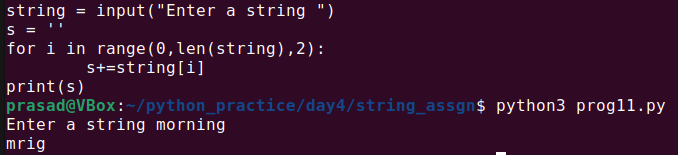 string = input("Enter a string ")
s = ''
for i in range(0,len(string),2):
        s+=string[i]
print(s)
prasad@VBox:~/python_practice/day4/string_assgn$ python3 prog11.py
Enter a string morning
mrig